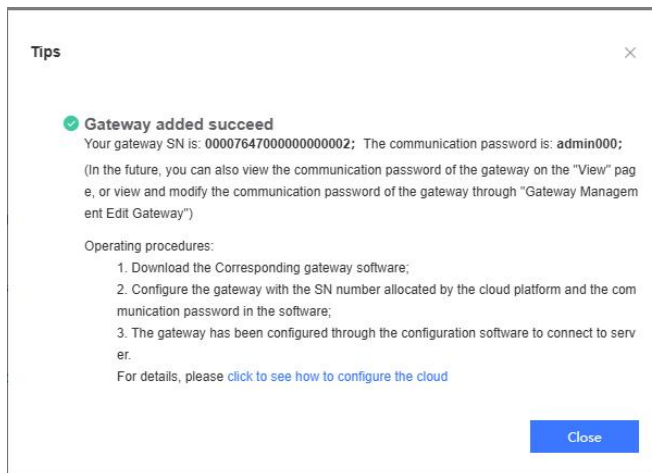 Tips
Gateway added succeed
Your gateway SN is: 00007647000000000002; The communication password is: admin000;
(In the future, you can also view the communication password of the gateway on the "View" pag
e, or view and modify the communication password of the gateway through "Gateway Managem
ent Edit Gateway")
Operating procedures:
1. Download the Corresponding gateway software;
2. Configure the gateway with the SN number allocated by the cloud platform and the com
munication password in the software;
3. The gateway has been configured through the configuration software to connect to serv
er.
For details, please click to see how to configure the cloud
Close